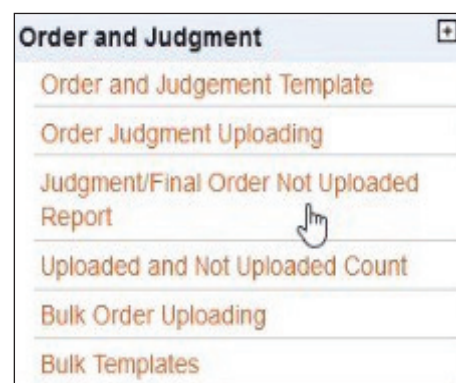 Order and Judgment
Order and Judgement Template
Order Judgment Uploading
Judgment/Final Order Not Uploaded
Report
Uploaded and Not Uploaded Count
Bulk Order Uploading
Bulk Templates